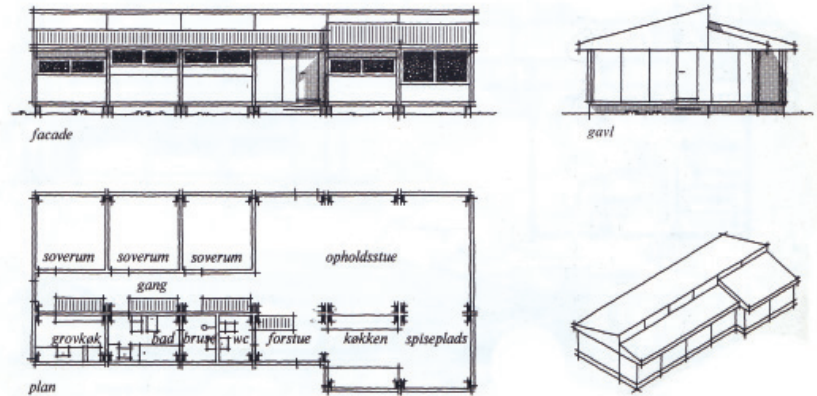 facade
gavl
soverum soverum soverum
opholdsstue
gang
grovkøk bad bruse wc forstue køkken spiseplads
plan